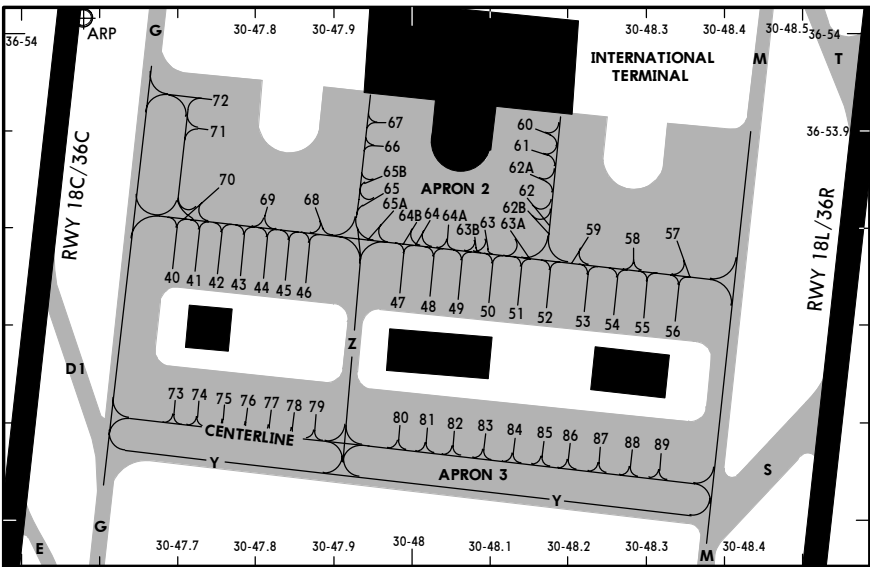 36-54
ARP
G
30-47.8
30-47.9
30-48.3
30-48.4
30-48.5
36-54
INTERNATIONAL
TERMINAL
M
T
RWY 18C/36C
72
71
70
69
68
67
66
65B
65
65A
APRON 2
64B
64
64A
63B
63
63A
60
61
62A
62
62B
59
58
57
36-53.9
RWY 18L/36R
40
41
42
43
44
45
46
47
48
49
50
51
52
53
54
55
56
Z
D1
73
74
75
76
77
78
79
CENTERLINE
80
81
82
83
84
85
86
87
88
89
Y
APRON 3
Y
S
G
E
M
30-47.7
30-47.8
30-47.9
30-48
30-48.1
30-48.2
30-48.3
30-48.4